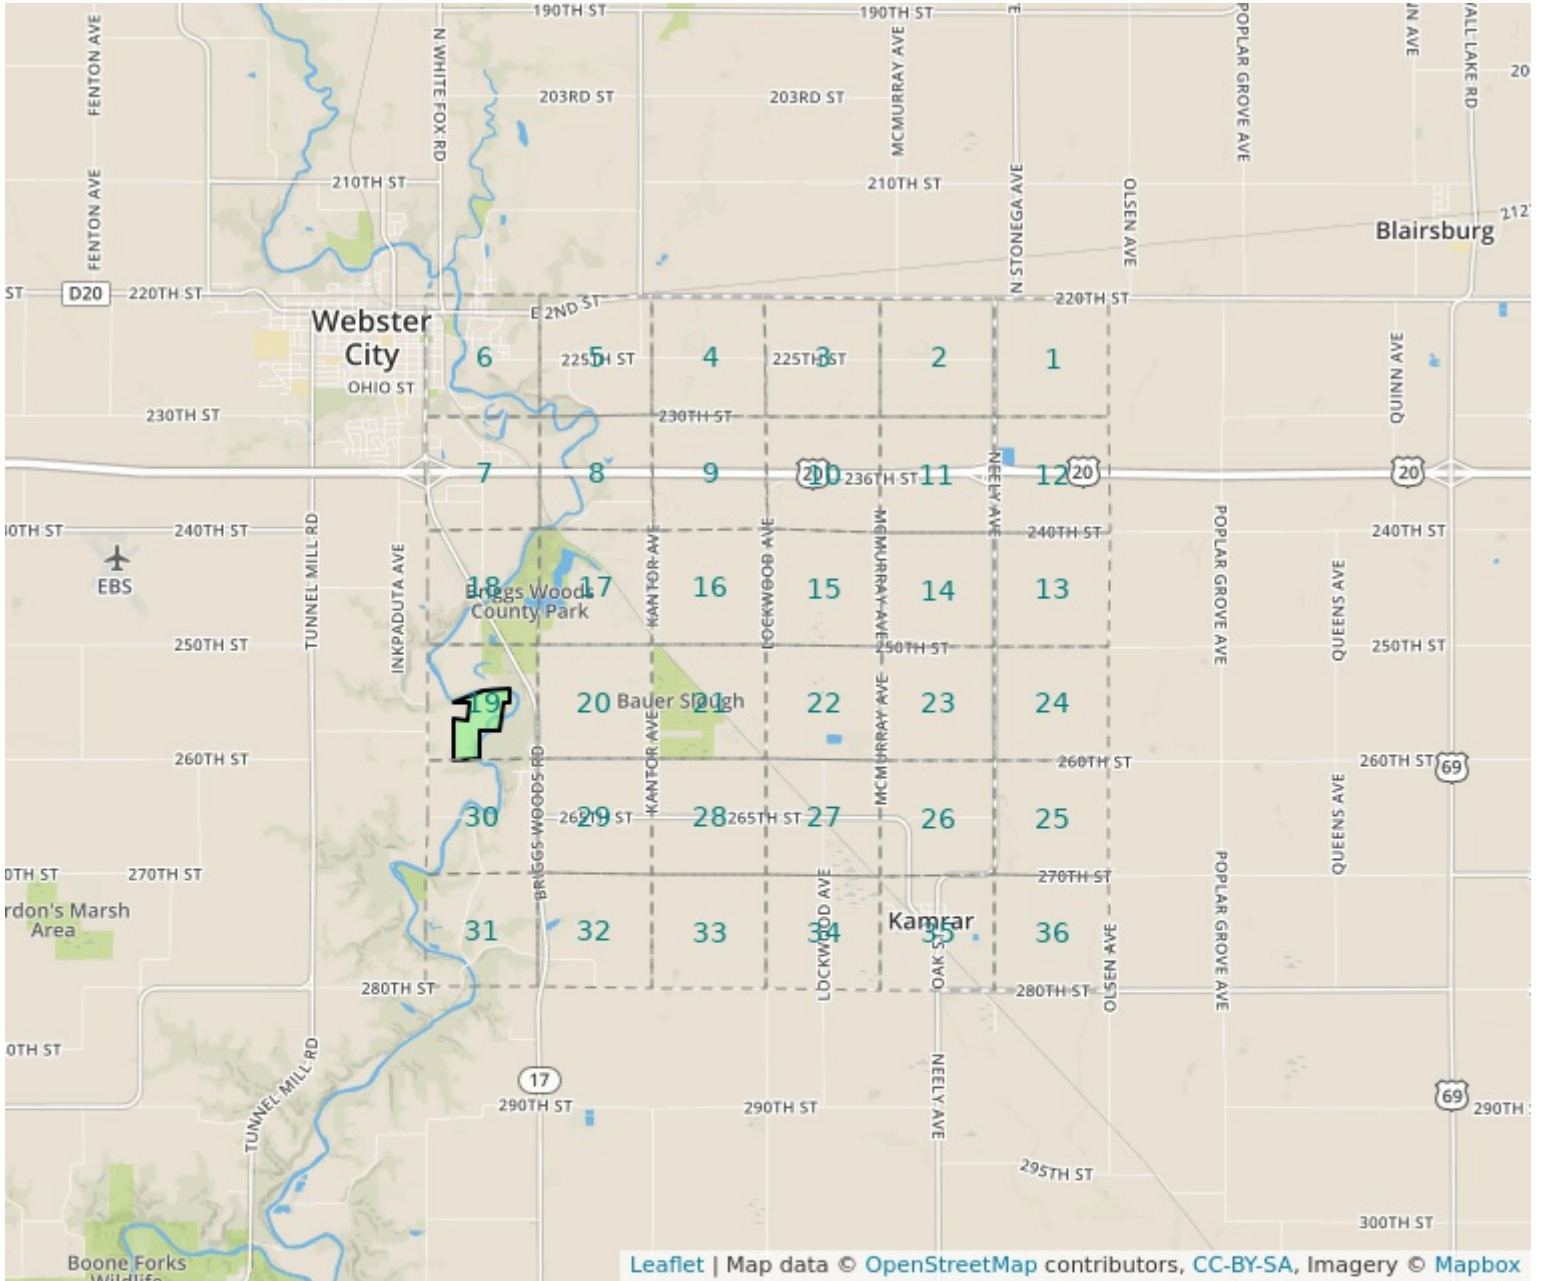 190TH ST
190TH ST
E
FENTON AVE
N WHITE FOX RD
MCMURRAY AVE
POPLAR GROVE AVE
NN AVE
ALL LAKE RD
20
203RD ST
203RD ST
FENTON AVE
210TH ST
210TH ST
N STONEGA AVE
OLSEN AVE
212T
Blairsburg
ST
D20
220TH ST
E 2ND ST
220TH ST
Webster
City
6
5
225TH ST
4
225TH ST
3
2
1
QUINN AVE
OHIO ST
230TH ST
230TH ST
7
8
9
20
10
236TH ST
11
NEELY AVE
12
20
20
0TH ST
240TH ST
240TH ST
240TH ST
EBS
TUNNEL MILL RD
INKPADUTA AVE
KANTOR AVE
LOCKWOOD AVE
MCMURRAY AVE
POPLAR GROVE AVE
QUEENS AVE
18
17
16
15
14
13
Briggs Woods
County Park
250TH ST
250TH ST
250TH ST
19
20
Bauer Slough
21
22
23
24
KANTOR AVE
MCMURRAY AVE
260TH ST
260TH ST
260TH ST
69
BRIGGS WOODS RD
QUEENS AVE
30
265TH ST
29
28
265TH ST
27
26
25
0TH ST
270TH ST
270TH ST
rdon's Marsh
Area
LOCKWOOD AVE
POPLAR GROVE AVE
Kamrar
31
32
33
34
35
36
OAK S
OLSEN AVE
280TH ST
280TH ST
0TH ST
TUNNEL MILL RD
17
NEELY AVE
69
290TH ST
290TH ST
290TH
295TH ST
300TH ST
Boone Forks
Wildlife
Leaflet | Map data © OpenStreetMap contributors, CC-BY-SA, Imagery © Mapbox